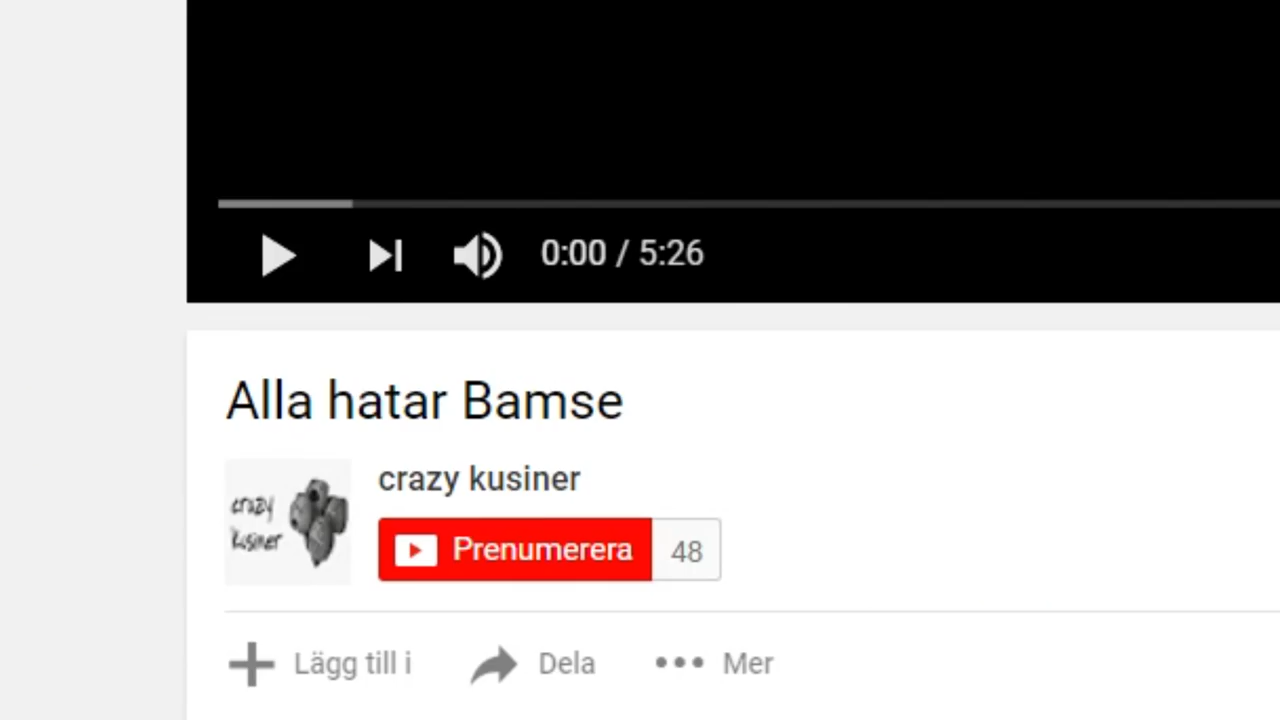 0:00 / 5:26
Alla hatar Bamse
crazy kusiner
crazy
kusiner
Prenumerera 48
Lägg till i Dela Mer